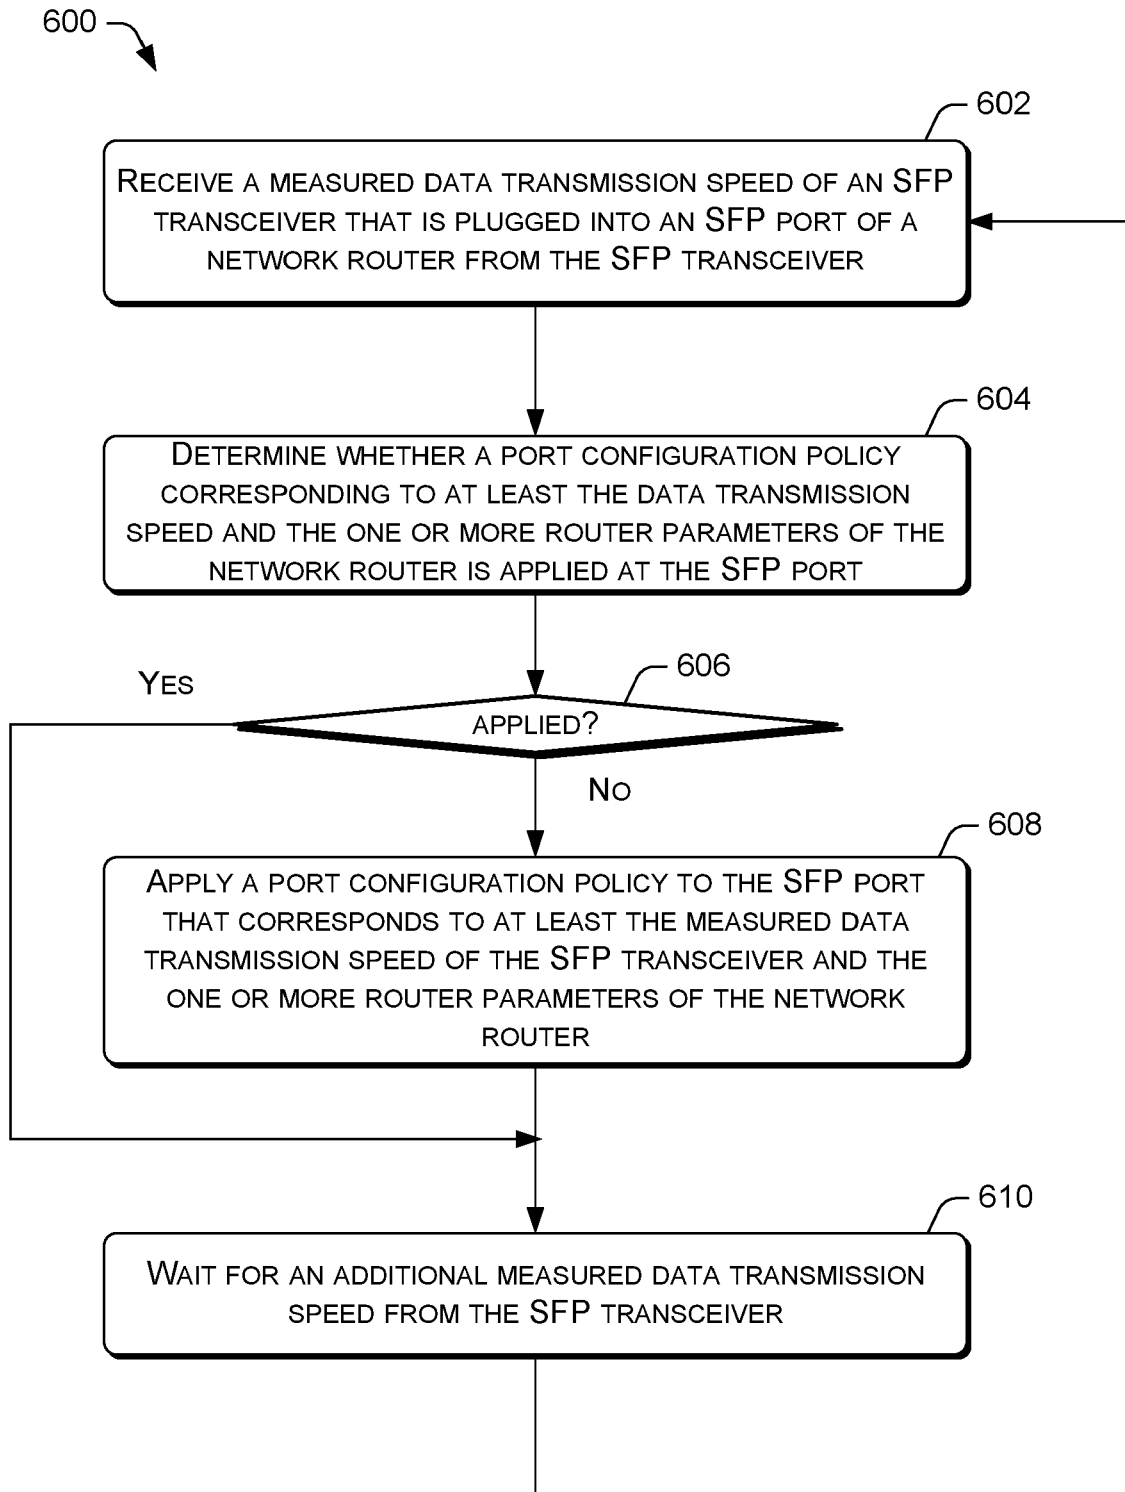 600
602
RECEIVE A MEASURED DATA TRANSMISSION SPEED OF AN SFP
TRANSCEIVER THAT IS PLUGGED INTO AN SFP PORT OF A
NETWORK ROUTER FROM THE SFP TRANSCEIVER
604
DETERMINE WHETHER A PORT CONFIGURATION POLICY
CORRESPONDING TO AT LEAST THE DATA TRANSMISSION
SPEED AND THE ONE OR MORE ROUTER PARAMETERS OF THE
NETWORK ROUTER IS APPLIED AT THE SFP PORT
606
YES
APPLIED?
NO
608
APPLY A PORT CONFIGURATION POLICY TO THE SFP PORT
THAT CORRESPONDS TO AT LEAST THE MEASURED DATA
TRANSMISSION SPEED OF THE SFP TRANSCEIVER AND THE
ONE OR MORE ROUTER PARAMETERS OF THE NETWORK
ROUTER
610
WAIT FOR AN ADDITIONAL MEASURED DATA TRANSMISSION
SPEED FROM THE SFP TRANSCEIVER